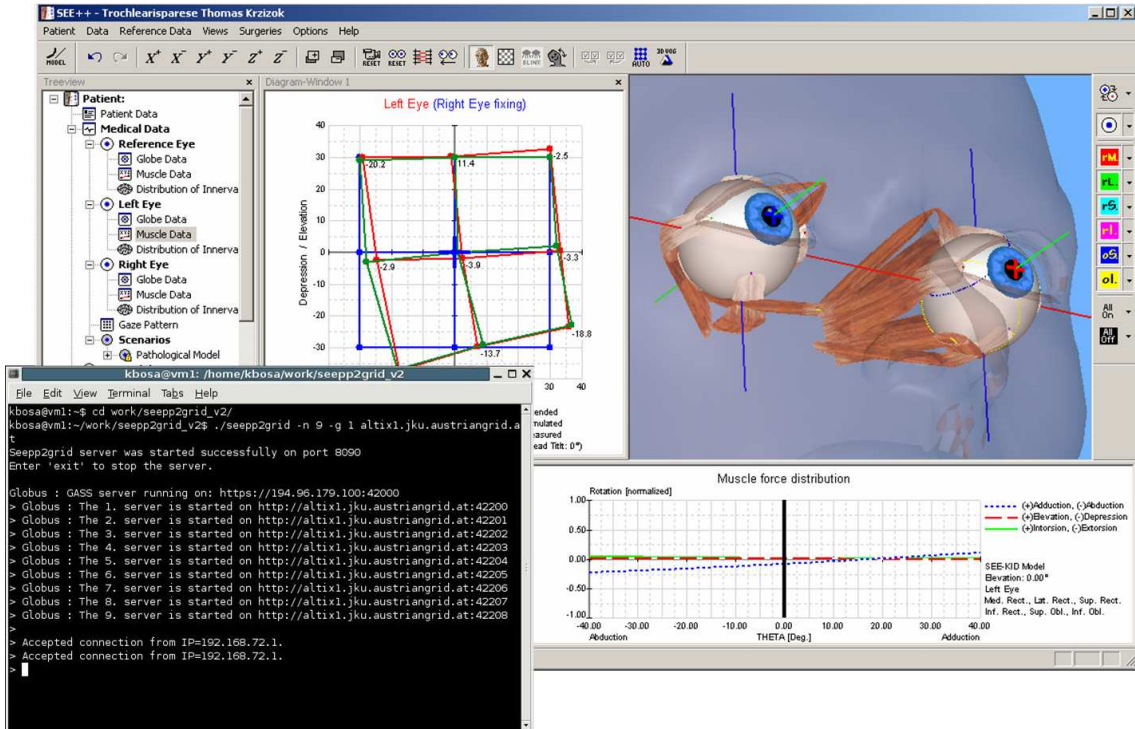 SEE++ - Trochlearisparese Thomas Krzizok
Patient Data Reference Data Views Surgeries Options Help
MODEL X+ X- Y+ Y- Z+ Z- RESET RESET BLINK AUTO 3D VOG
Treeview x
Patient:
Patient Data
Medical Data
Reference Eye
Globe Data
Muscle Data
Distribution of Innerva
Left Eye
Globe Data
Muscle Data
Distribution of Innerva
Right Eye
Globe Data
Muscle Data
Distribution of Innerva
Gaze Pattern
Scenarios
Pathological Model
Diagram-Window 1 x
Left Eye (Right Eye fixing)
Depression / Elevation
40
30
20
10
0
-10
-20
-30
-20.2 11.4 -2.5
-2.9 -3.9 -3.3
-13.7 -18.8
30 40
ended
mulated
easured
ead Titlt: 0°)
rM.
rL.
rS.
rI.
oS.
oI.
All On
All Off
kbosa@vm1: /home/kbosa/work/seepp2grid_v2
File Edit View Terminal Tabs Help
kbosa@vm1:~$ cd work/seepp2grid_v2/
kbosa@vm1:~/work/seepp2grid_v2$ ./seepp2grid -n 9 -g 1 altix1.jku.austriangrid.a
t
Seepp2grid server was started successfully on port 8090
Enter 'exit' to stop the server.
Globus : GASS server running on: https://194.96.179.100:42000
> Globus : The 1. server is started on http://altix1.jku.austriangrid.at:42200
> Globus : The 2. server is started on http://altix1.jku.austriangrid.at:42201
> Globus : The 3. server is started on http://altix1.jku.austriangrid.at:42202
> Globus : The 4. server is started on http://altix1.jku.austriangrid.at:42203
> Globus : The 5. server is started on http://altix1.jku.austriangrid.at:42204
> Globus : The 6. server is started on http://altix1.jku.austriangrid.at:42205
> Globus : The 7. server is started on http://altix1.jku.austriangrid.at:42206
> Globus : The 8. server is started on http://altix1.jku.austriangrid.at:42207
> Globus : The 9. server is started on http://altix1.jku.austriangrid.at:42208
>
> Accepted connection from IP=192.168.72.1.
> Accepted connection from IP=192.168.72.1.
>
Muscle force distribution
Rotation [normalized]
1.00
0.50
0.00
-0.50
-1.00
-40.00 -30.00 -20.00 -10.00 0.00 10.00 20.00 30.00 40.00
Abduction THETA [Deg.] Adduction
(+)Adduction, (-)Abduction
(+)Elevation, (-)Depression
(+)Intorsion, (-)Extorsion
SEE-KID Model
Elevation: 0.00°
Left Eye
Med. Rect., Lat. Rect., Sup. Rect.
Inf. Rect., Sup. Obl., Inf. Obl.